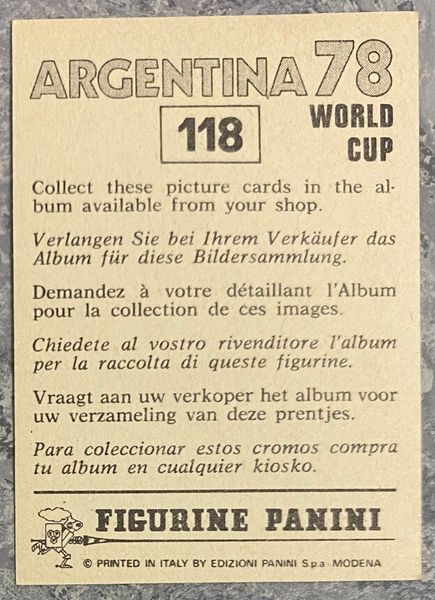 ARGENTINA 78
118
WORLD
CUP
Collect these picture cards in the al-
bum available from your shop.
Verlangen Sie bei Ihrem Verkäufer das
Album für diese Bildersammlung.
Demandez à votre détaillant l'Album
pour la collection de ces images.
Chiedete al vostro rivenditore l'album
per la raccolta di queste figurine.
Vraagt aan uw verkoper het album voor
uw verzameling van deze prentjes.
Para coleccionar estos cromos compra
tu album en cualquier kiosko.
FIGURINE PANINI
© PRINTED IN ITALY BY EDIZIONI PANINI S.p.a - MODENA